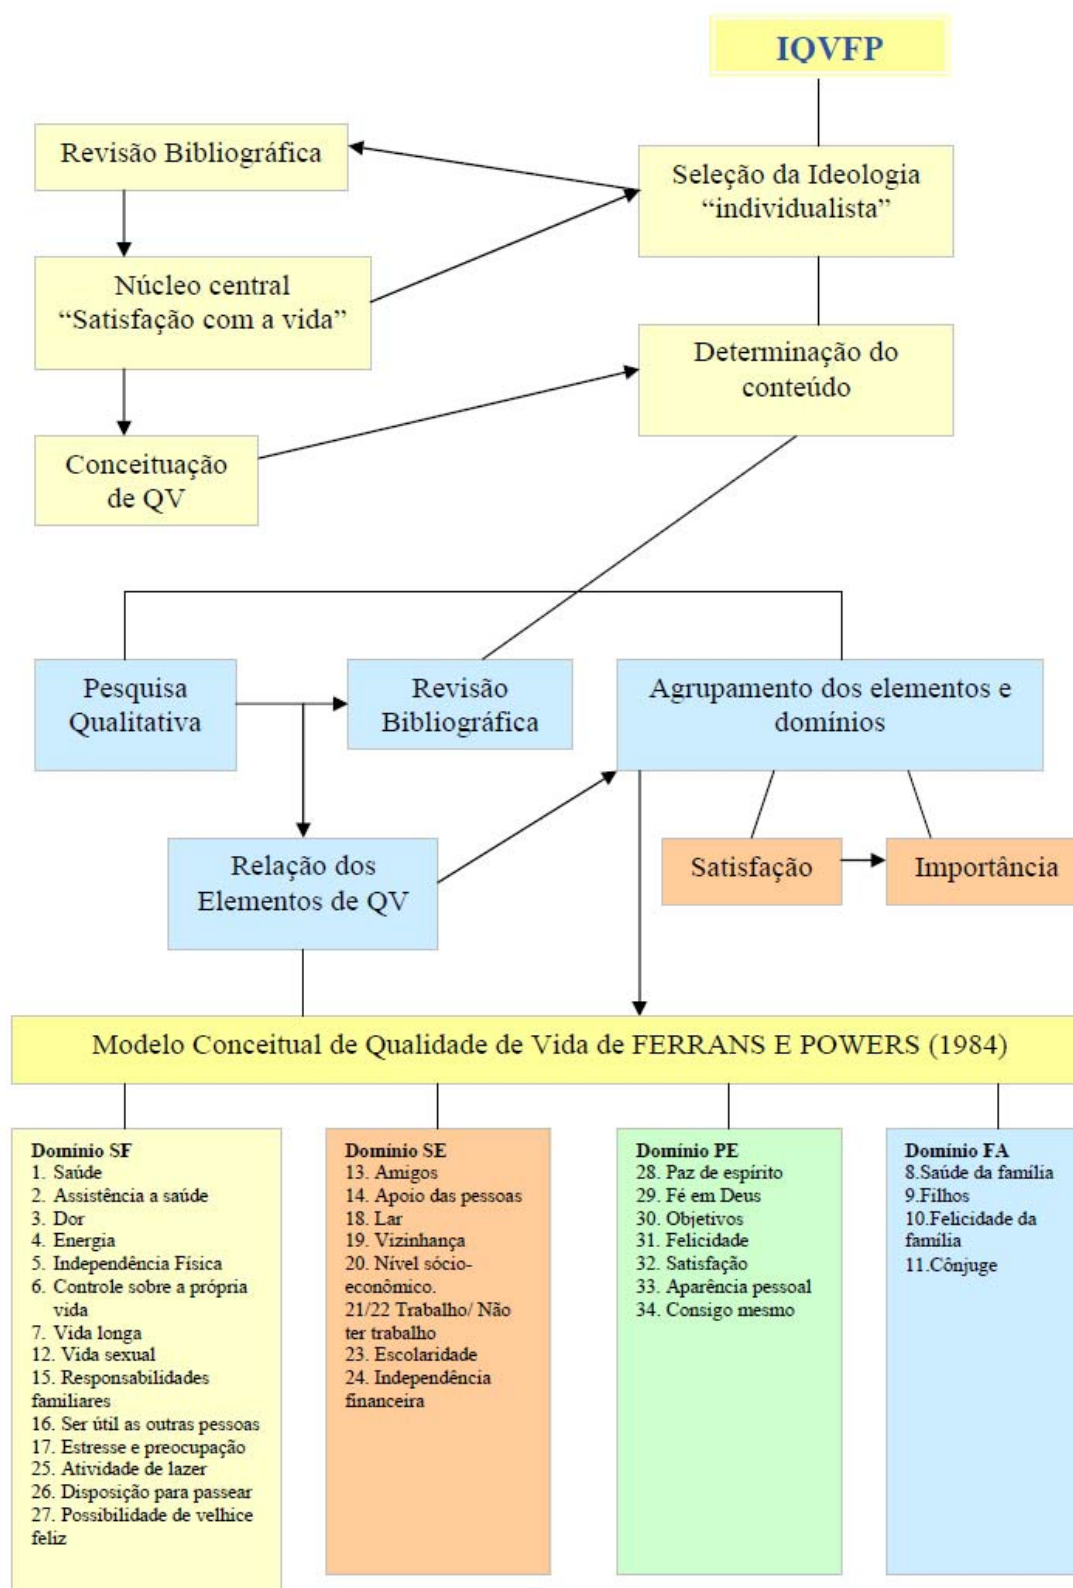 IQVFP
Revisão Bibliográfica
Seleção da Ideologia
“individualista”
Núcleo central
“Satisfação com a vida”
Determinação do
conteúdo
Conceituação
de QV
Pesquisa
Qualitativa
Revisão
Bibliográfica
Agrupamento dos elementos e
domínios
Relação dos
Elementos de QV
Satisfação
Importância
Modelo Conceitual de Qualidade de Vida de FERRANS E POWERS (1984)
Domínio SF
1. Saúde
2. Assistência a saúde
3. Dor
4. Energia
5. Independência Física
6. Controle sobre a própria
vida
7. Vida longa
12. Vida sexual
15. Responsabilidades
familiares
16. Ser útil as outras pessoas
17. Estresse e preocupação
25. Atividade de lazer
26. Disposição para passear
27. Possibilidade de velhice
feliz
Domínio SE
13. Amigos
14. Apoio das pessoas
18. Lar
19. Vizinhança
20. Nível sócio-
econômico.
21/22 Trabalho/ Não
ter trabalho
23. Escolaridade
24. Independência
financeira
Domínio PE
28. Paz de espírito
29. Fé em Deus
30. Objetivos
31. Felicidade
32. Satisfação
33. Aparência pessoal
34. Consigo mesmo
Domínio FA
8.Saúde da família
9.Filhos
10.Felicidade da
família
11.Cônjuge